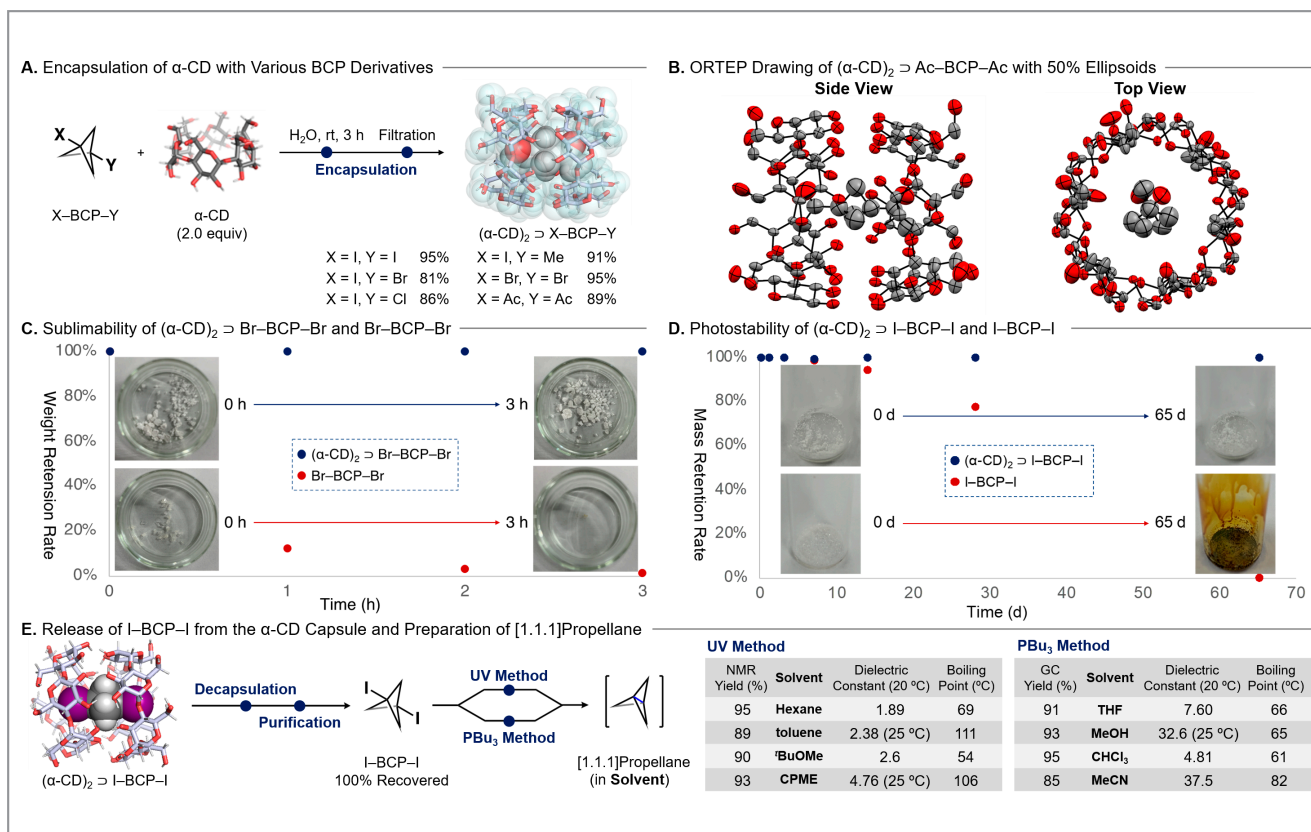 A. Encapsulation of α-CD with Various BCP Derivatives
X
Y
+
H₂O, rt, 3 h Filtration
Encapsulation
X–BCP–Y
α-CD
(2.0 equiv)
(α-CD)₂ ⊃ X–BCP–Y
X = I, Y = I 95% X = I, Y = Me 91%
X = I, Y = Br 81% X = Br, Y = Br 95%
X = I, Y = Cl 86% X = Ac, Y = Ac 89%
B. ORTEP Drawing of (α-CD)₂ ⊃ Ac–BCP–Ac with 50% Ellipsoids
Side View
Top View
C. Sublimability of (α-CD)₂ ⊃ Br–BCP–Br and Br–BCP–Br
100%
80%
60%
40%
20%
0%
Weight Retension Rate
0 h
3 h
(α-CD)₂ ⊃ Br–BCP–Br
Br–BCP–Br
0 h
3 h
0 1 2 3
Time (h)
D. Photostability of (α-CD)₂ ⊃ I–BCP–I and I–BCP–I
100%
80%
60%
40%
20%
0%
Mass Retention Rate
0 d
65 d
(α-CD)₂ ⊃ I–BCP–I
I–BCP–I
0 d
65 d
0 10 20 30 40 50 60 70
Time (d)
E. Release of I–BCP–I from the α-CD Capsule and Preparation of [1.1.1]Propellane
(α-CD)₂ ⊃ I–BCP–I
Decapsulation
Purification
I
I
I–BCP–I
100% Recovered
UV Method
PBu₃ Method
[1.1.1]Propellane
(in Solvent)
UV Method
NMR Yield (%) Solvent Dielectric Constant (20 ºC) Boiling Point (ºC)
95 Hexane 1.89 69
89 toluene 2.38 (25 ºC) 111
90 ᵗBuOMe 2.6 54
93 CPME 4.76 (25 ºC) 106
PBu₃ Method
GC Yield (%) Solvent Dielectric Constant (20 ºC) Boiling Point (ºC)
91 THF 7.60 66
93 MeOH 32.6 (25 ºC) 65
95 CHCl₃ 4.81 61
85 MeCN 37.5 82